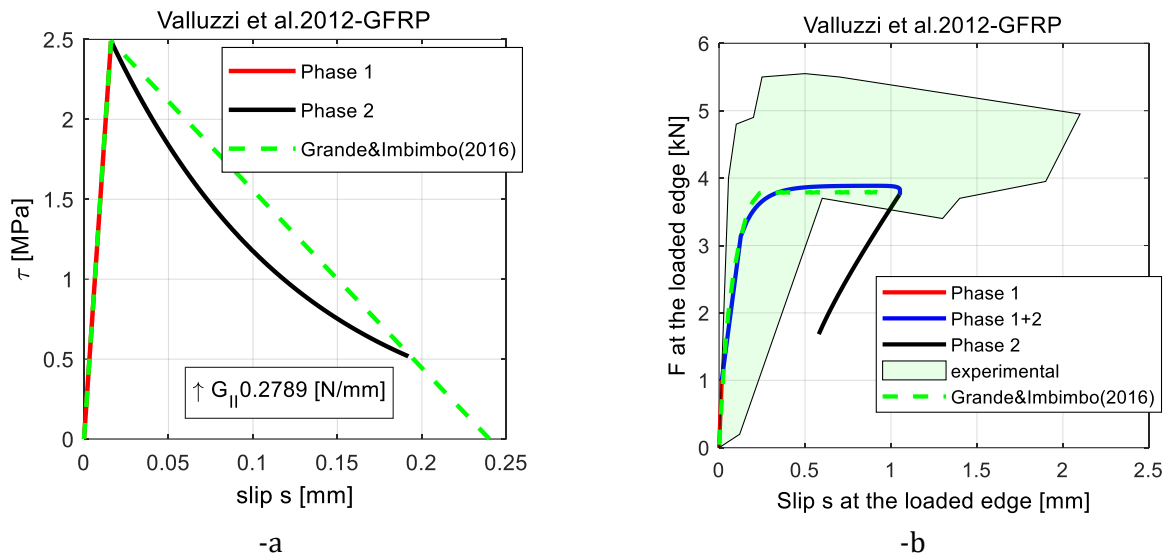 Valluzzi et al.2012-GFRP
2.5
2
1.5
1
0.5
0
τ [MPa]
Phase 1
Phase 2
Grande&Imbimbo(2016)
↑ G_II 0.2789 [N/mm]
0
0.05
0.1
0.15
0.2
0.25
slip s [mm]
-a
Valluzzi et al.2012-GFRP
6
5
4
3
2
1
0
F at the loaded edge [kN]
Phase 1
Phase 1+2
Phase 2
experimental
Grande&Imbimbo(2016)
0
0.5
1
1.5
2
2.5
Slip s at the loaded edge [mm]
-b